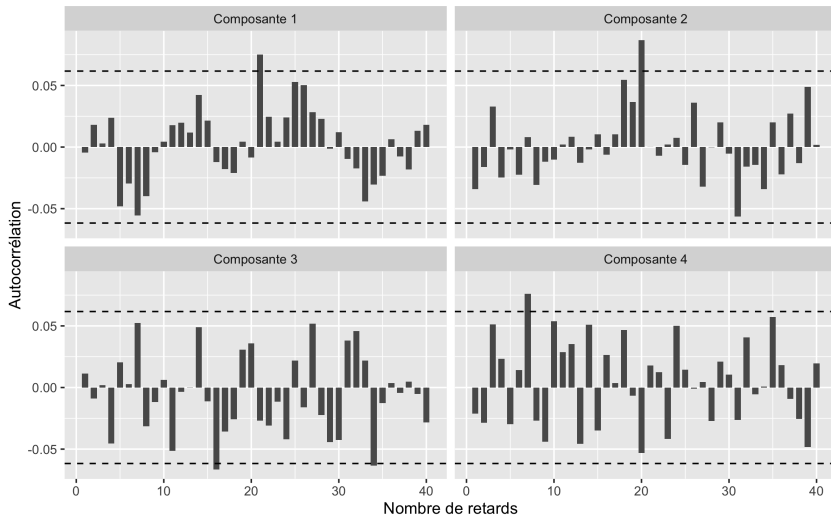 Composante 1
Composante 2
0.05
0.00
-0.05
Composante 3
Composante 4
0.05
0.00
-0.05
0
10
20
30
40
0
10
20
30
40
Nombre de retards
Autocorrélation